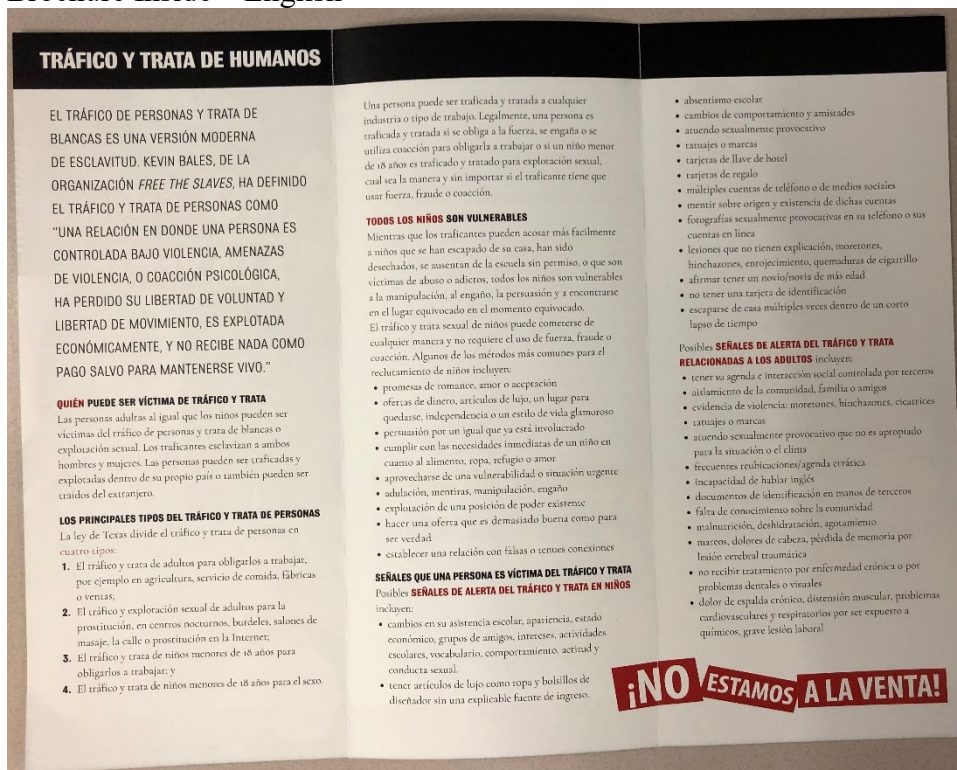 Brochure Inside – English
TRÁFICO Y TRATA DE HUMANOS
EL TRÁFICO DE PERSONAS Y TRATA DE
BLANCAS ES UNA VERSIÓN MODERNA
DE ESCLAVITUD. KEVIN BALES, DE LA
ORGANIZACIÓN FREE THE SLAVES, HA DEFINIDO
EL TRÁFICO Y TRATA DE PERSONAS COMO
“UNA RELACIÓN EN DONDE UNA PERSONA ES
CONTROLADA BAJO VIOLENCIA, AMENAZAS
DE VIOLENCIA, O COACCIÓN PSICOLÓGICA,
HA PERDIDO SU LIBERTAD DE VOLUNTAD Y
LIBERTAD DE MOVIMIENTO, ES EXPLOTADA
ECONÓMICAMENTE, Y NO RECIBE NADA COMO
PAGO SALVO PARA MANTENERSE VIVO.”
QUIÉN PUEDE SER VÍCTIMA DE TRÁFICO Y TRATA
Las personas adultas al igual que los niños pueden ser
víctimas del tráfico de personas y trata de blancas o
explotación sexual. Los traficantes esclavizan a ambos
hombres y mujeres. Las personas pueden ser traficadas y
explotadas dentro de su propio país o también pueden ser
traídos del extranjero.
LOS PRINCIPALES TIPOS DEL TRÁFICO Y TRATA DE PERSONAS
La ley de Texas divide el tráfico y trata de personas en
cuatro tipos:
1. El tráfico y trata de adultos para obligarlos a trabajar,
por ejemplo en agricultura, servicio de comida, fábricas
o ventas;
2. El tráfico y exploración sexual de adultos para la
prostitución, en centros nocturnos, burdeles, salones de
masaje, la calle o prostitución en la Internet;
3. El tráfico y trata de niños menores de 18 años para
obligarlos a trabajar; y
4. El tráfico y trata de niños menores de 18 años para el sexo.
Una persona puede ser traficada y tratada a cualquier
industria o tipo de trabajo. Legalmente, una persona es
traficada y tratada si se obliga a la fuerza, se engaña o se
utiliza coacción para obligarla a trabajar o si un niño menor
de 18 años es traficado y tratado para explotación sexual,
cual sea la manera y sin importar si el traficante tiene que
usar fuerza, fraude o coacción.
TODOS LOS NIÑOS SON VULNERABLES
Mientras que los traficantes pueden acosar más facilmente
a niños que se han escapado de su casa, han sido
desechados, se ausentan de la escuela sin permiso, o que son
víctimas de abuso o adictos, todos los niños son vulnerables
a la manipulación, al engaño, la persuasión y a encontrarse
en el lugar equivocado en el momento equivocado.
El tráfico y trata sexual de niños puede cometerse de
cualquier manera y no requiere el uso de fuerza, fraude o
coacción. Algunos de los métodos más comunes para el
reclutamiento de niños incluyen:
• promesas de romance, amor o aceptación
• ofertas de dinero, artículos de lujo, un lugar para
quedarse, independencia o un estilo de vida glamoroso
• persuasión por un igual que ya está involucrado
• cumplir con las necesidades inmediatas de un niño en
cuanto al alimento, ropa, refugio o amor
• aprovecharse de una vulnerabilidad o situación urgente
• adulación, mentiras, manipulación, engaño
• explotación de una posición de poder existente
• hacer una oferta que es demasiado buena como para
ser verdad
• establecer una relación con falsas o tenues conexiones
SEÑALES QUE UNA PERSONA ES VÍCTIMA DEL TRÁFICO Y TRATA
Posibles SEÑALES DE ALERTA DEL TRÁFICO Y TRATA EN NIÑOS
incluyen:
• cambios en su asistencia escolar, apariencia, estado
económico, grupos de amigos, intereses, actividades
escolares, vocabulario, comportamiento, actitud y
conducta sexual.
• tener artículos de lujo como ropa y bolsillos de
diseñador sin una explicable fuente de ingreso.
• absentismo escolar
• cambios de comportamiento y amistades
• atuendo sexualmente provocativo
• tatuajes o marcas
• tarjetas de llave de hotel
• tarjetas de regalo
• múltiples cuentas de teléfono o de medios sociales
• mentir sobre origen y existencia de dichas cuentas
• fotografías sexualmente provocativas en su teléfono o sus
cuentas en línea
• lesiones que no tienen explicación, moretones,
hinchazones, enrojecimiento, quemaduras de cigarrillo
• afirmar tener un novio/novia de más edad
• no tener una tarjeta de identificación
• escaparse de casa múltiples veces dentro de un corto
lapso de tiempo
Posibles SEÑALES DE ALERTA DEL TRÁFICO Y TRATA
RELACIONADAS A LOS ADULTOS incluyen:
• tener su agenda e interacción social controlada por terceros
• aislamiento de la comunidad, familia o amigos
• evidencia de violencia: moretones, hinchazones, cicatrices
• tatuajes o marcas
• atuendo sexualmente provocativo que no es apropiado
para la situación o el clima
• frecuentes reubicaciones/agenda errática
• incapacidad de hablar inglés
• documentos de identificación en manos de terceros
• falta de conocimiento sobre la comunidad
• malnutrición, deshidratación, agotamiento
• mareos, dolores de cabeza, pérdida de memoria por
lesión cerebral traumática
• no recibir tratamiento por enfermedad crónica o por
problemas dentales o visuales
• dolor de espalda crónico, distensión muscular, problemas
cardiovasculares y respiratorios por ser expuesto a
químicos, grave lesión laboral
¡NO ESTAMOS A LA VENTA!